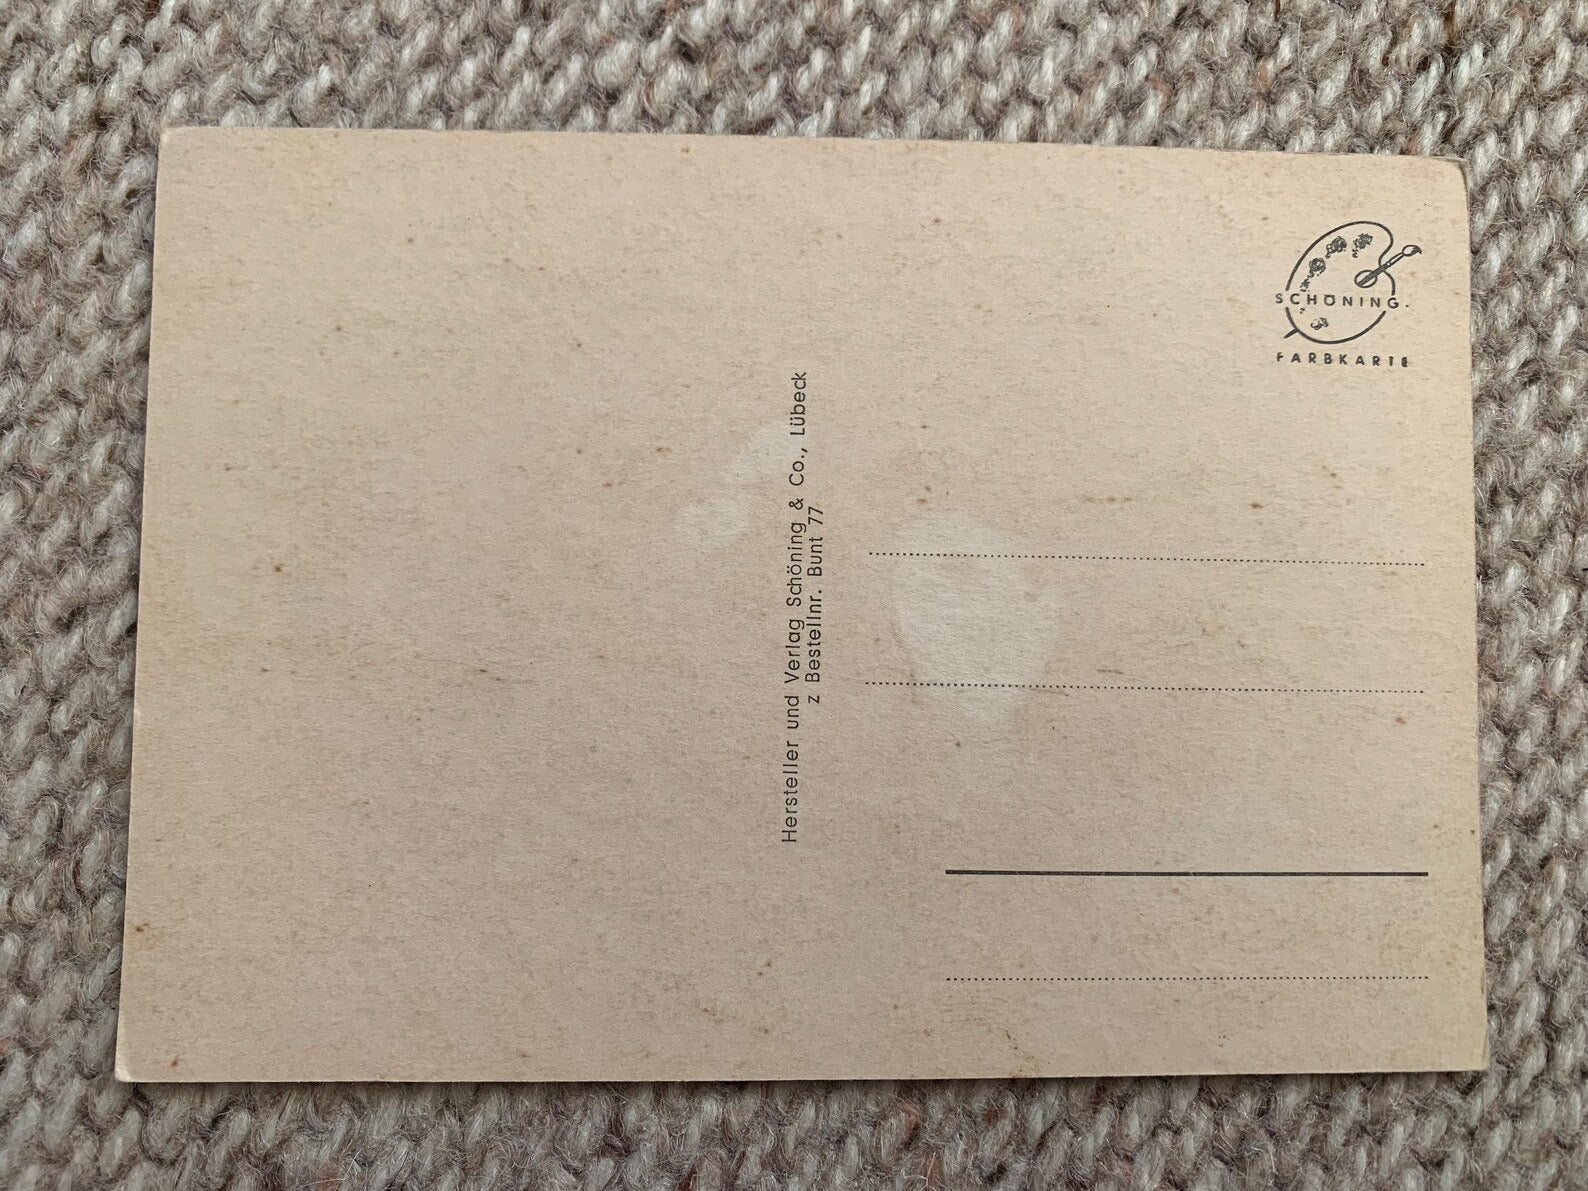 SCHÖNING
FARBKARTE
Hersteller und Verlag Schöning & Co., Lübeck
z Bestellnr. Bunt 77